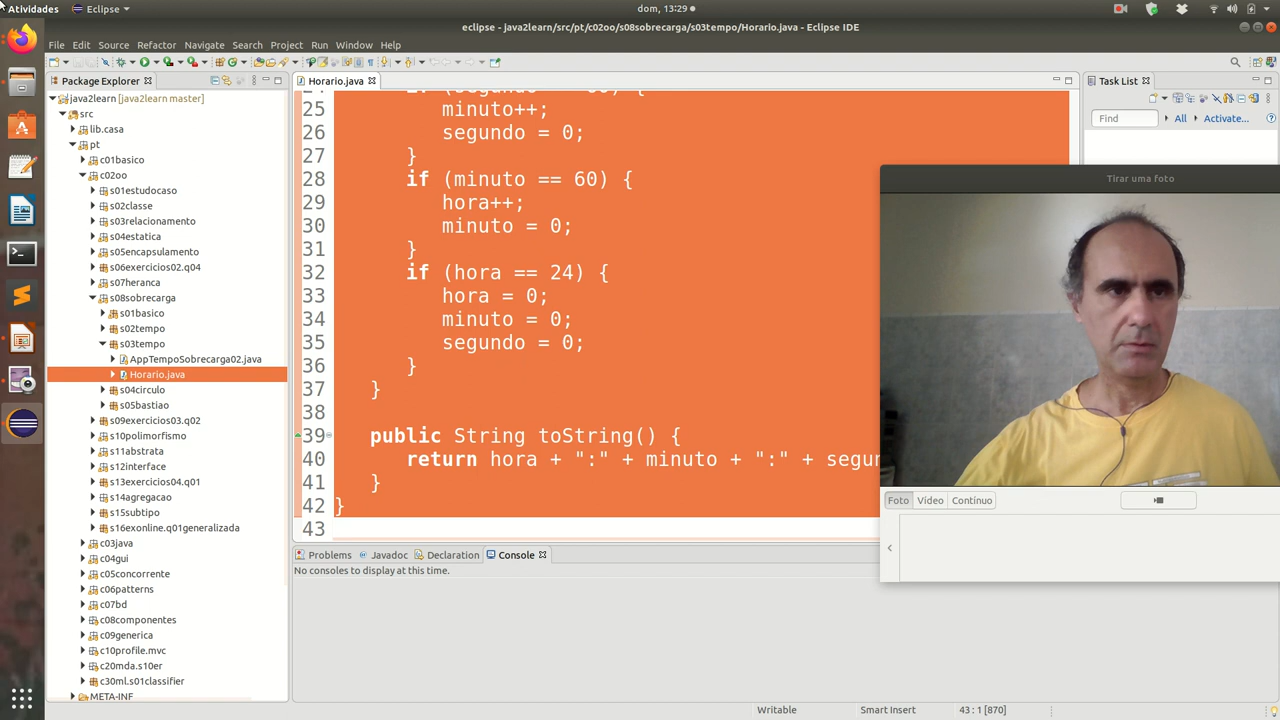 Atividades
Eclipse
dom, 13:29
eclipse - java2learn/src/pt/c02oo/s08sobrecarga/s03tempo/Horario.java - Eclipse IDE
File Edit Source Refactor Navigate Search Project Run Window Help
Package Explorer
java2learn [java2learn master]
src
lib.casa
pt
c01basico
c02oo
s01estudocaso
s02classe
s03relacionamento
s04estatica
s05encapsulamento
s06exercicios02.q04
s07heranca
s08sobrecarga
s01basico
s02tempo
s03tempo
AppTempoSobrecarga02.java
Horario.java
s04circulo
s05bastiao
s09exercicios03.q02
s10polimorfismo
s11abstrata
s12interface
s13exercicios04.q01
s14agregacao
s15subtipo
s16exonline.q01generalizada
c03java
c04gui
c05concorrente
c06patterns
c07bd
c08componentes
c09generica
c10profile.mvc
c20mda.s10er
c30ml.s01classifier
META-INF
Horario.java
25 minuto++;
26 segundo = 0;
27 }
28 if (minuto == 60) {
29 hora++;
30 minuto = 0;
31 }
32 if (hora == 24) {
33 hora = 0;
34 minuto = 0;
35 segundo = 0;
36 }
37 }
38
39 public String toString() {
40 return hora + ":" + minuto + ":" + segun
41 }
42 }
43
Problems Javadoc Declaration Console
No consoles to display at this time.
Task List
Find All Activate...
Tirar uma foto
Foto Vídeo Contínuo
Writable Smart Insert 43 : 1 [870]